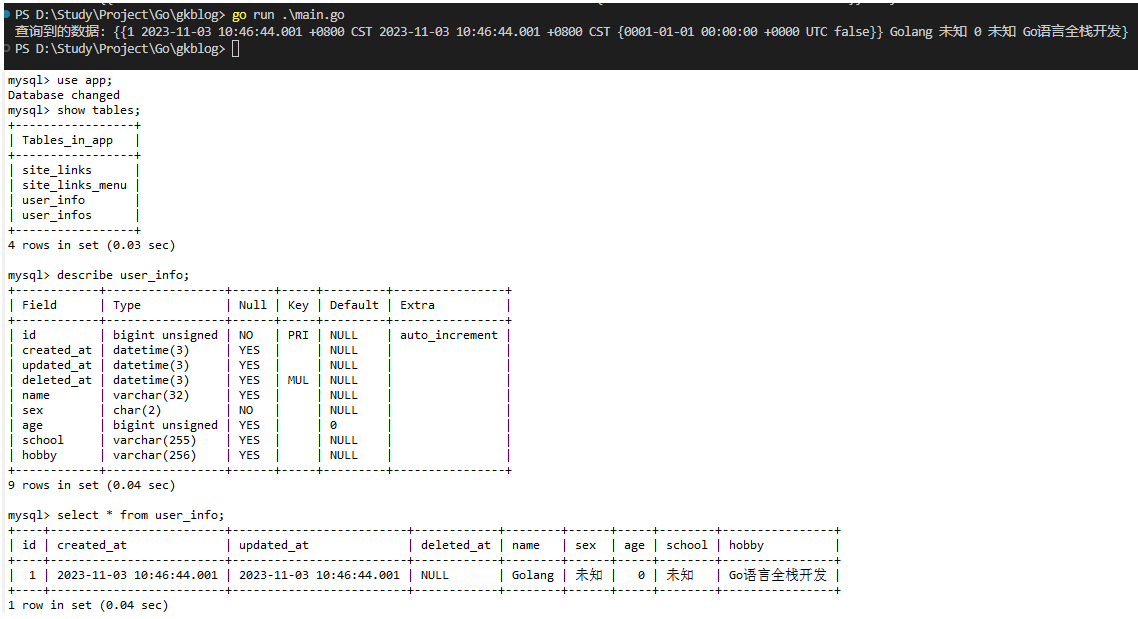 PS D:\Study\Project\Go\gkblog> go run .\main.go
查询到的数据: {{1 2023-11-03 10:46:44.001 +0800 CST 2023-11-03 10:46:44.001 +0800 CST {0001-01-01 00:00:00 +0000 UTC false}} Golang 未知 0 未知 Go语言全栈开发}
PS D:\Study\Project\Go\gkblog>
mysql> use app;
Database changed
mysql> show tables;
+-----------------+
| Tables_in_app   |
+-----------------+
| site_links      |
| site_links_menu |
| user_info       |
| user_infos      |
+-----------------+
4 rows in set (0.03 sec)
mysql> describe user_info;
+------------+-----------------+------+-----+---------+----------------+
| Field      | Type            | Null | Key | Default | Extra          |
+------------+-----------------+------+-----+---------+----------------+
| id         | bigint unsigned | NO   | PRI | NULL    | auto_increment |
| created_at | datetime(3)     | YES  |     | NULL    |                |
| updated_at | datetime(3)     | YES  |     | NULL    |                |
| deleted_at | datetime(3)     | YES  | MUL | NULL    |                |
| name       | varchar(32)     | YES  |     | NULL    |                |
| sex        | char(2)         | NO   |     | NULL    |                |
| age        | bigint unsigned | YES  |     | 0       |                |
| school     | varchar(255)    | YES  |     | NULL    |                |
| hobby      | varchar(256)    | YES  |     | NULL    |                |
+------------+-----------------+------+-----+---------+----------------+
9 rows in set (0.04 sec)
mysql> select * from user_info;
+----+-------------------------+-------------------------+------------+--------+------+-----+--------+----------------+
| id | created_at              | updated_at              | deleted_at | name   | sex  | age | school | hobby          |
+----+-------------------------+-------------------------+------------+--------+------+-----+--------+----------------+
|  1 | 2023-11-03 10:46:44.001 | 2023-11-03 10:46:44.001 | NULL       | Golang | 未知 |   0 | 未知   | Go语言全栈开发 |
+----+-------------------------+-------------------------+------------+--------+------+-----+--------+----------------+
1 row in set (0.04 sec)